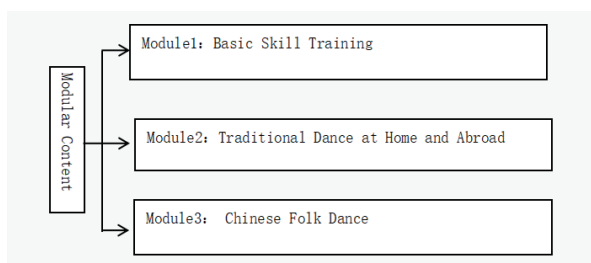 Module1：Basic Skill Training
Modular Content
Module2：Traditional Dance at Home and Abroad
Module3： Chinese Folk Dance